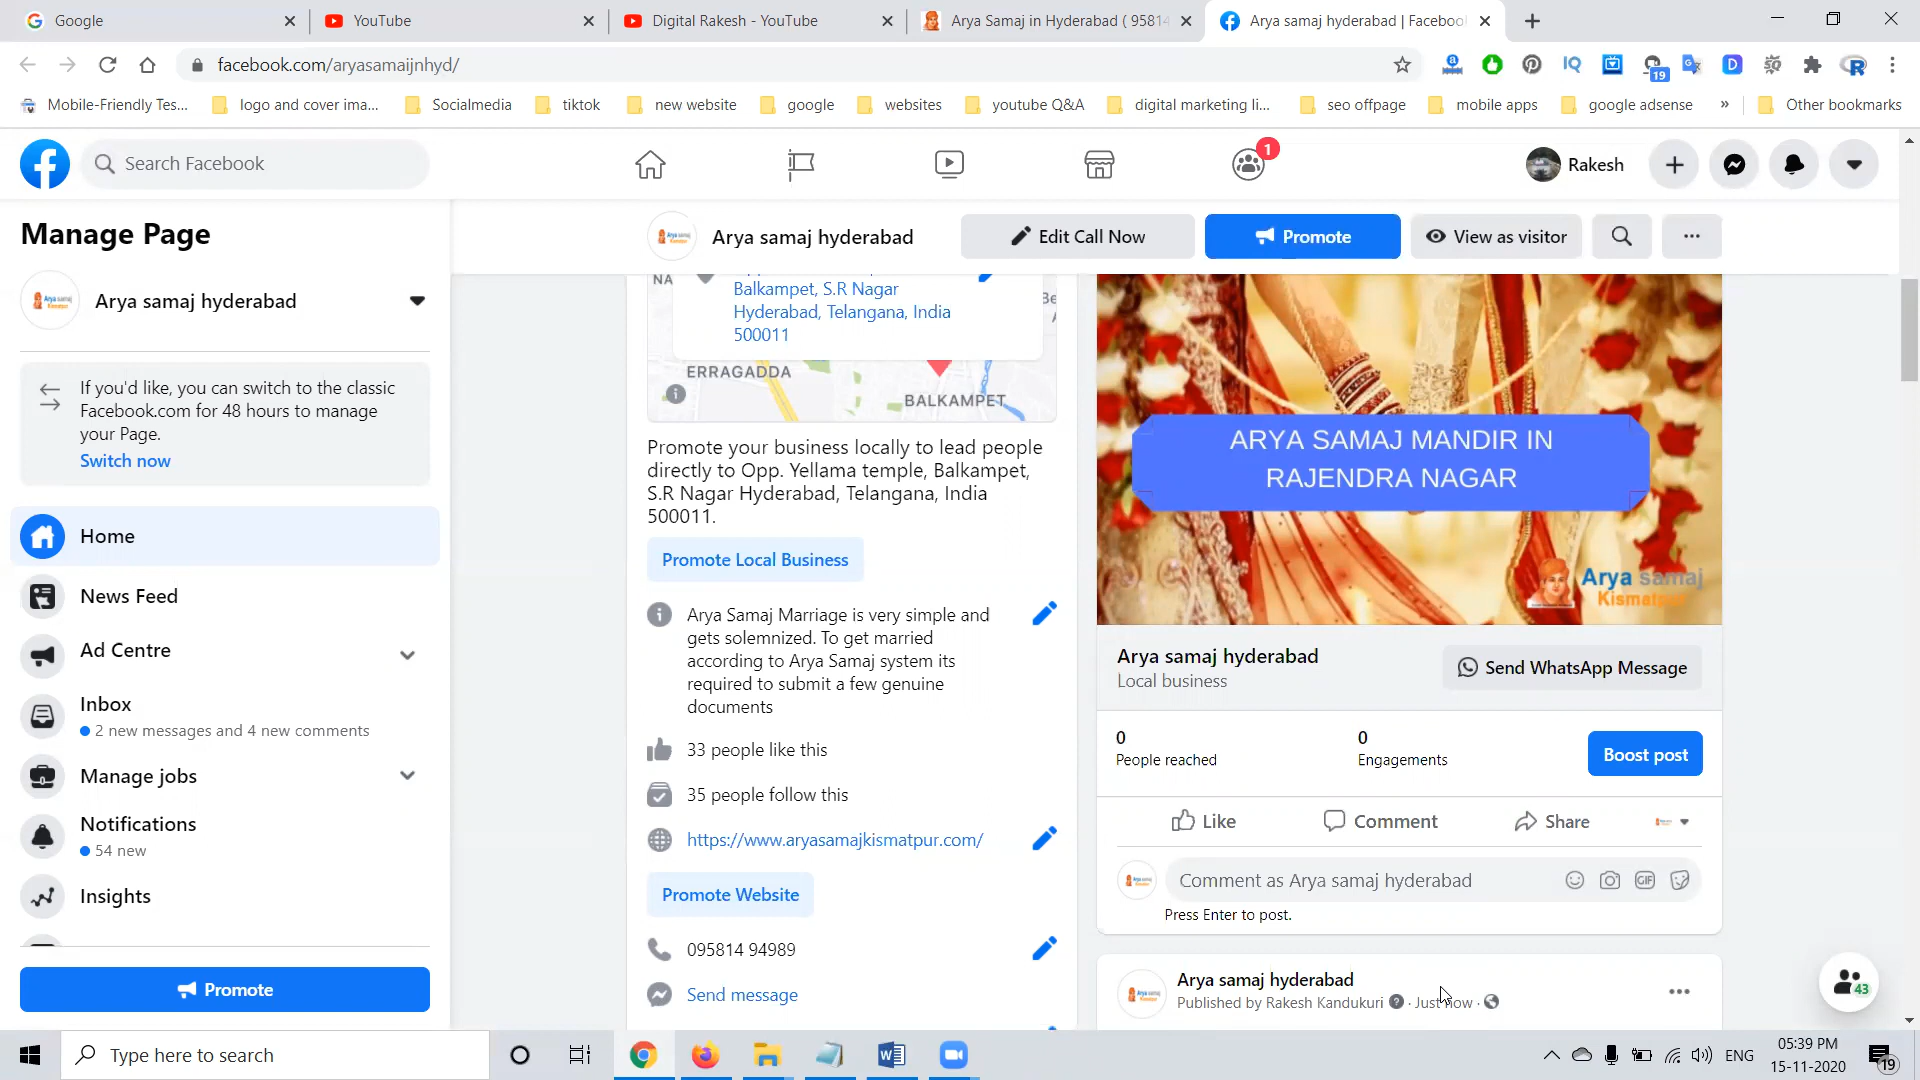 Google
YouTube
Digital Rakesh - YouTube
Arya Samaj in Hyderabad ( 95814
Arya samaj hyderabad | Facebook
facebook.com/aryasamaijnhyd/
19
Mobile-Friendly Tes...
logo and cover ima...
Socialmedia
tiktok
new website
google
websites
youtube Q&A
digital marketing li...
seo offpage
mobile apps
google adsense
»
Other bookmarks
Search Facebook
1
Rakesh
Manage Page
Arya samaj hyderabad
Edit Call Now
Promote
View as visitor
Arya samaj hyderabad
If you'd like, you can switch to the classic
Facebook.com for 48 hours to manage
your Page.
Switch now
Home
News Feed
Ad Centre
Inbox
2 new messages and 4 new comments
Manage jobs
Notifications
54 new
Insights
Promote
NA
Balkampet, S.R Nagar
Hyderabad, Telangana, India
500011
ERRAGADDA
BALKAMPET
Promote your business locally to lead people
directly to Opp. Yellama temple, Balkampet,
S.R Nagar Hyderabad, Telangana, India
500011.
Promote Local Business
Arya Samaj Marriage is very simple and
gets solemnized. To get married
according to Arya Samaj system its
required to submit a few genuine
documents
33 people like this
35 people follow this
https://www.aryasamajkismatpur.com/
Promote Website
095814 94989
Send message
ARYA SAMAJ MANDIR IN
RAJENDRA NAGAR
Arya samaj
Kismatpur
Arya samaj hyderabad
Local business
Send WhatsApp Message
0
People reached
0
Engagements
Boost post
Like
Comment
Share
Comment as Arya samaj hyderabad
GIF
Press Enter to post.
Arya samaj hyderabad
Published by Rakesh Kandukuri · Just now ·
43
Type here to search
ENG
05:39 PM
15-11-2020
19